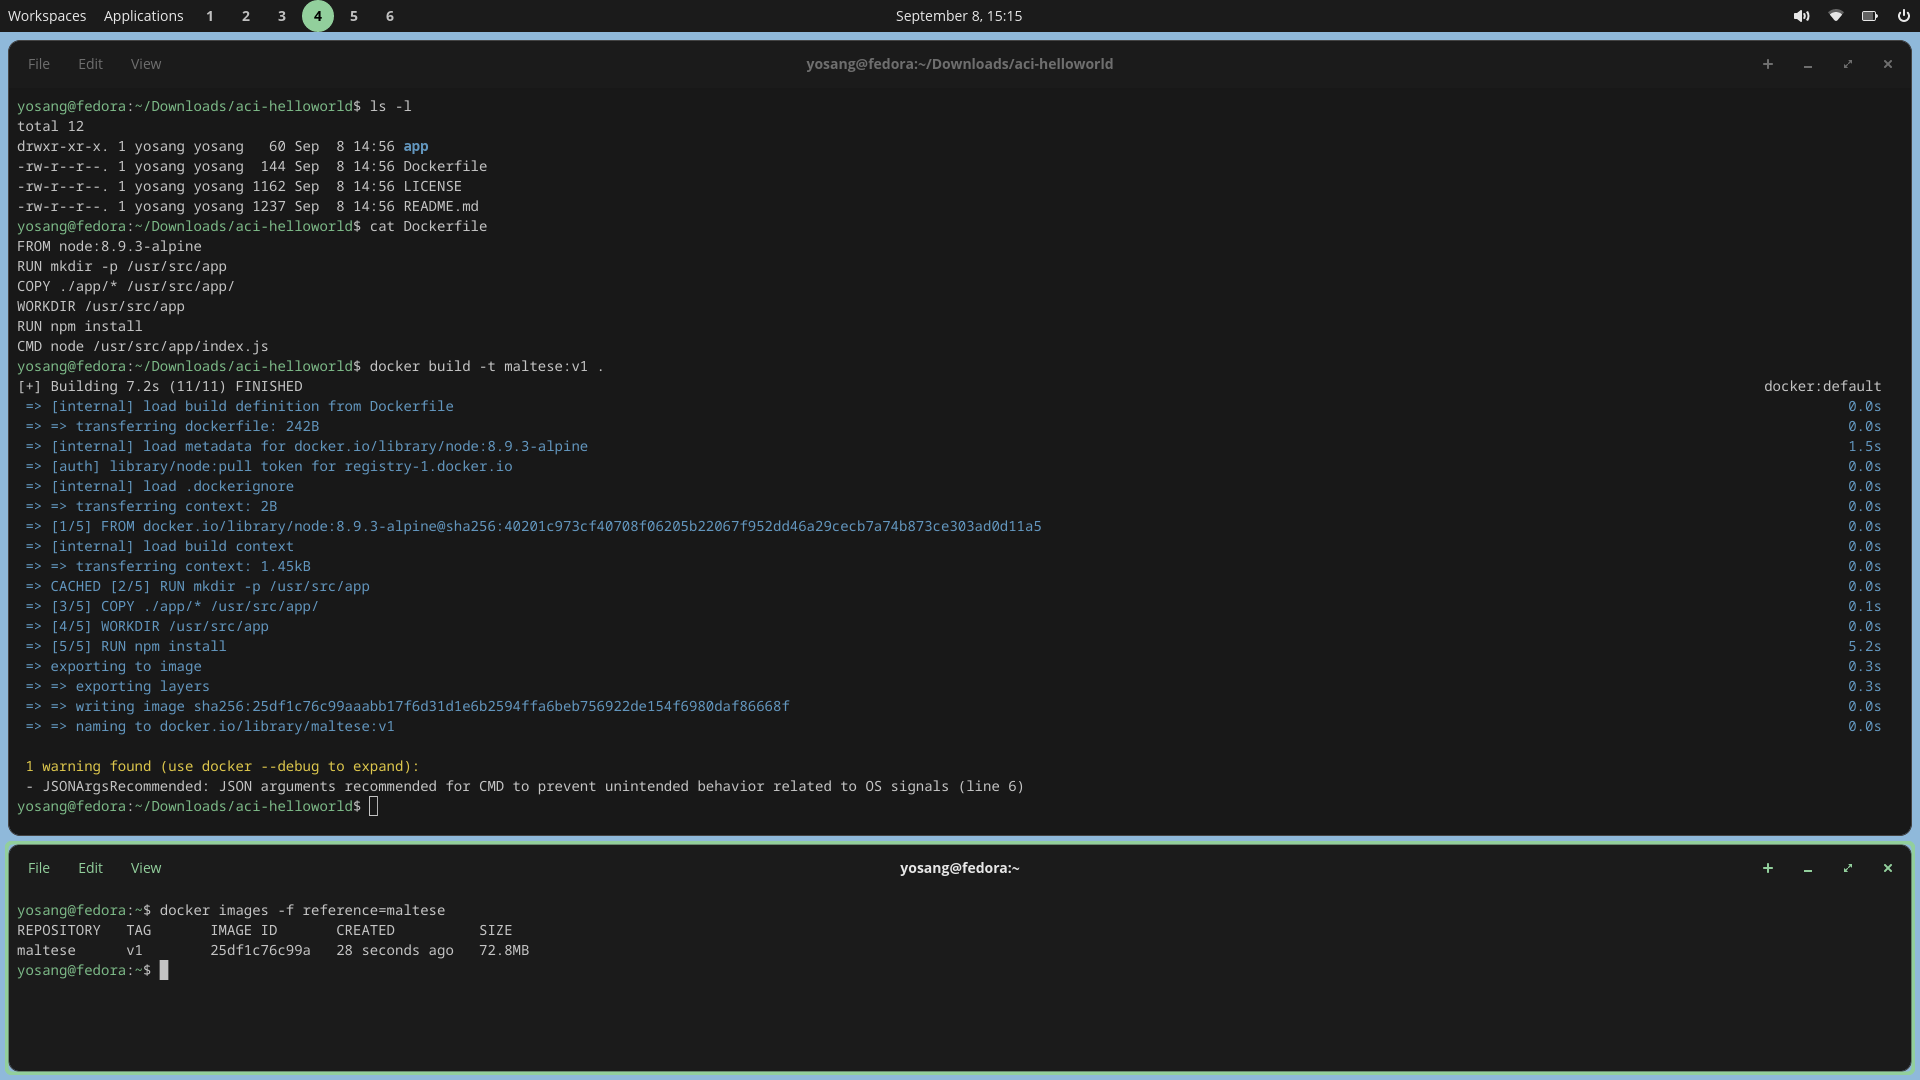 Workspaces Applications 1 2 3 4 5 6 September 8, 15:15
File Edit View yosang@fedora:~/Downloads/aci-helloworld
yosang@fedora:~/Downloads/aci-helloworld$ ls -l
total 12
drwxr-xr-x. 1 yosang yosang   60 Sep  8 14:56 app
-rw-r--r--. 1 yosang yosang  144 Sep  8 14:56 Dockerfile
-rw-r--r--. 1 yosang yosang 1162 Sep  8 14:56 LICENSE
-rw-r--r--. 1 yosang yosang 1237 Sep  8 14:56 README.md
yosang@fedora:~/Downloads/aci-helloworld$ cat Dockerfile
FROM node:8.9.3-alpine
RUN mkdir -p /usr/src/app
COPY ./app/* /usr/src/app/
WORKDIR /usr/src/app
RUN npm install
CMD node /usr/src/app/index.js
yosang@fedora:~/Downloads/aci-helloworld$ docker build -t maltese:v1 .
[+] Building 7.2s (11/11) FINISHED docker:default
=> [internal] load build definition from Dockerfile 0.0s
=> => transferring dockerfile: 242B 0.0s
=> [internal] load metadata for docker.io/library/node:8.9.3-alpine 1.5s
=> [auth] library/node:pull token for registry-1.docker.io 0.0s
=> [internal] load .dockerignore 0.0s
=> => transferring context: 2B 0.0s
=> [1/5] FROM docker.io/library/node:8.9.3-alpine@sha256:40201c973cf40708f06205b22067f952dd46a29cecb7a74b873ce303ad0d11a5 0.0s
=> [internal] load build context 0.0s
=> => transferring context: 1.45kB 0.0s
=> CACHED [2/5] RUN mkdir -p /usr/src/app 0.0s
=> [3/5] COPY ./app/* /usr/src/app/ 0.1s
=> [4/5] WORKDIR /usr/src/app 0.0s
=> [5/5] RUN npm install 5.2s
=> exporting to image 0.3s
=> => exporting layers 0.3s
=> => writing image sha256:25df1c76c99aaabb17f6d31d1e6b2594ffa6beb756922de154f6980daf86668f 0.0s
=> => naming to docker.io/library/maltese:v1 0.0s
1 warning found (use docker --debug to expand):
- JSONArgsRecommended: JSON arguments recommended for CMD to prevent unintended behavior related to OS signals (line 6)
yosang@fedora:~/Downloads/aci-helloworld$
File Edit View yosang@fedora:~
yosang@fedora:~$ docker images -f reference=maltese
REPOSITORY   TAG       IMAGE ID       CREATED          SIZE
maltese      v1        25df1c76c99a   28 seconds ago   72.8MB
yosang@fedora:~$